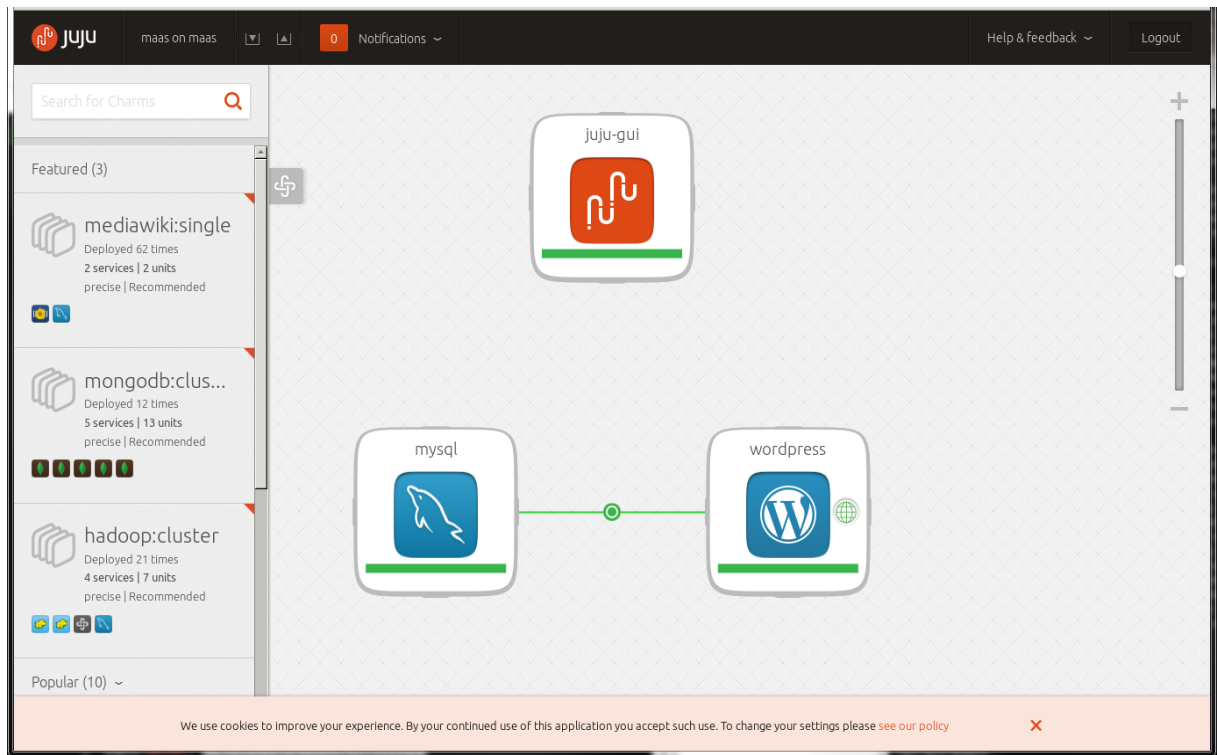 juju
maas on maas
0 Notifications
Help & feedback
Logout
Search for Charms
Featured (3)
mediawiki:single
Deployed 62 times
2 services | 2 units
precise | Recommended
mongodb:clus...
Deployed 12 times
5 services | 13 units
precise | Recommended
hadoop:cluster
Deployed 21 times
4 services | 7 units
precise | Recommended
Popular (10)
juju-gui
mysql
wordpress
We use cookies to improve your experience. By your continued use of this application you accept such use. To change your settings please see our policy